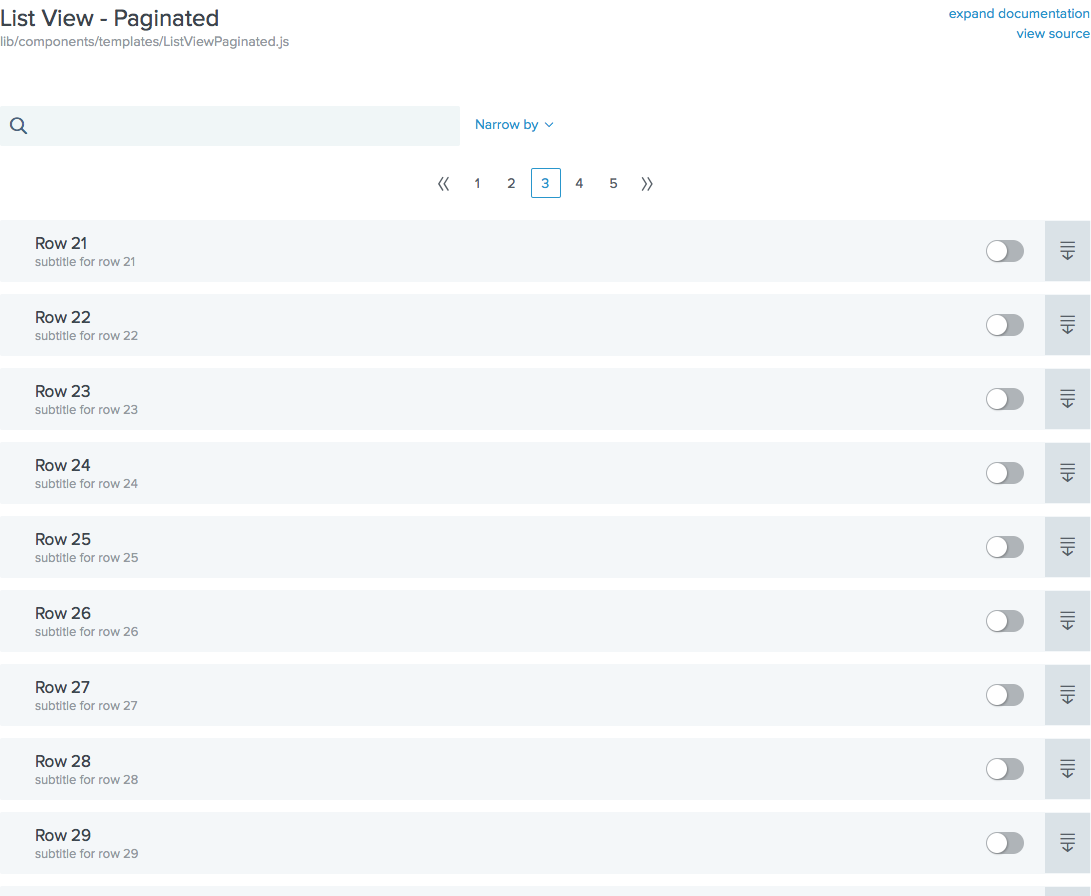 List View - Paginated
expand documentation
lib/components/templates/ListViewPaginated.js
view source
Narrow by
1 2 3 4 5
Row 21
subtitle for row 21
Row 22
subtitle for row 22
Row 23
subtitle for row 23
Row 24
subtitle for row 24
Row 25
subtitle for row 25
Row 26
subtitle for row 26
Row 27
subtitle for row 27
Row 28
subtitle for row 28
Row 29
subtitle for row 29